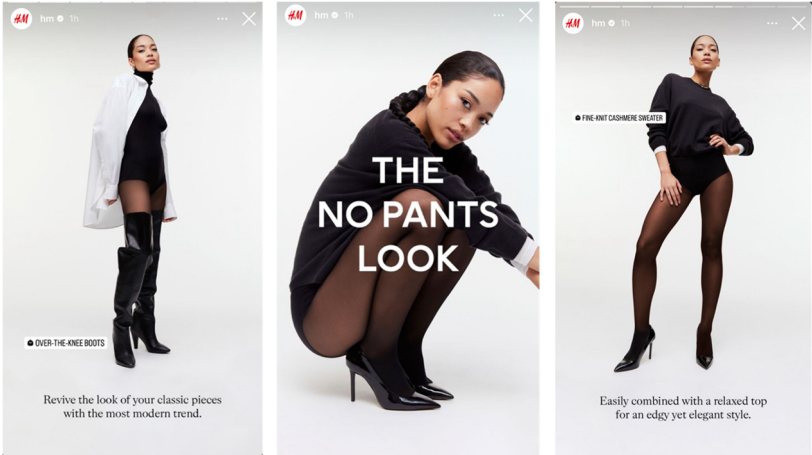 H&M hm 1h
OVER-THE-KNEE BOOTS
Revive the look of your classic pieces
with the most modern trend.
H&M hm 1h
THE
NO PANTS
LOOK
H&M hm 1h
FINE-KNIT CASHMERE SWEATER
Easily combined with a relaxed top
for an edgy yet elegant style.